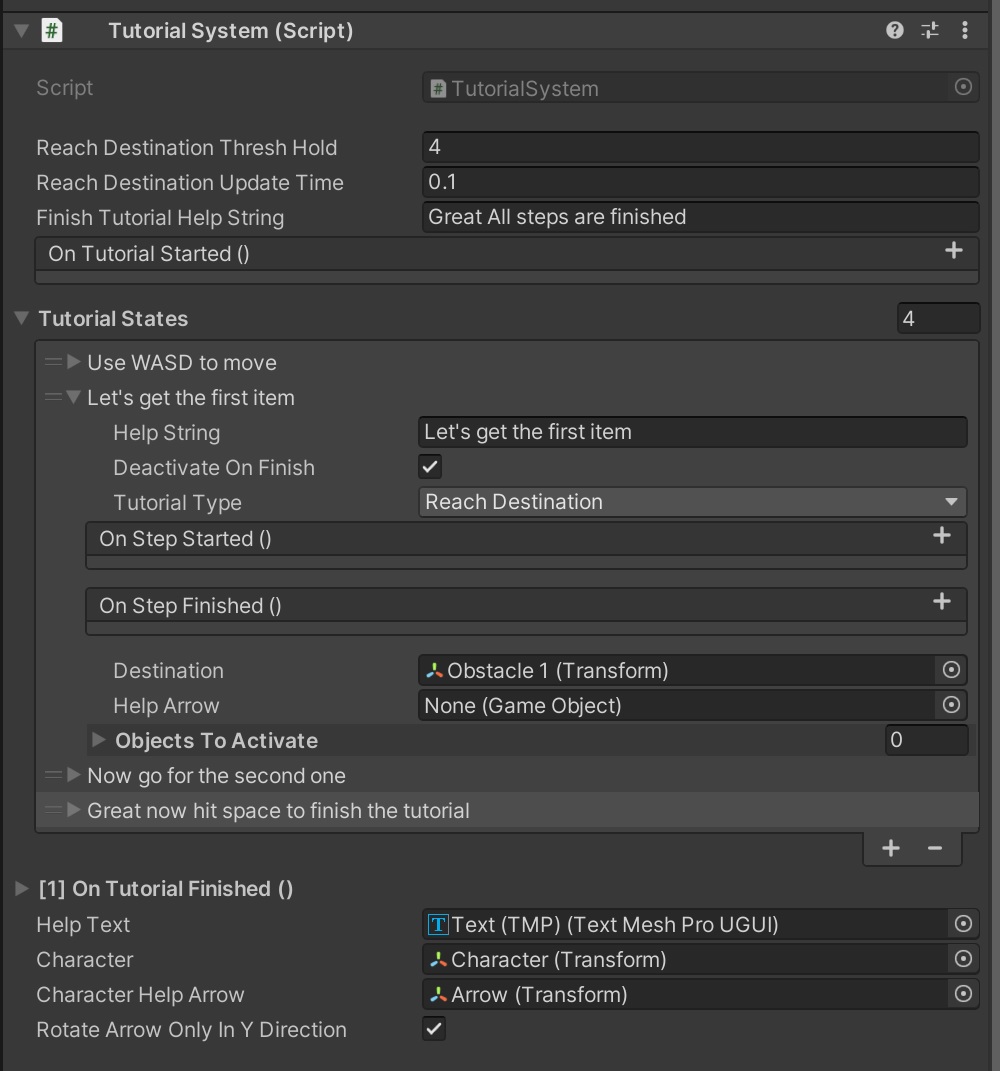 Tutorial System (Script)
Script TutorialSystem
Reach Destination Thresh Hold 4
Reach Destination Update Time 0.1
Finish Tutorial Help String Great All steps are finished
On Tutorial Started ()
Tutorial States 4
Use WASD to move
Let's get the first item
Help String Let's get the first item
Deactivate On Finish
Tutorial Type Reach Destination
On Step Started ()
On Step Finished ()
Destination Obstacle 1 (Transform)
Help Arrow None (Game Object)
Objects To Activate 0
Now go for the second one
Great now hit space to finish the tutorial
[1] On Tutorial Finished ()
Help Text Text (TMP) (Text Mesh Pro UGUI)
Character Character (Transform)
Character Help Arrow Arrow (Transform)
Rotate Arrow Only In Y Direction